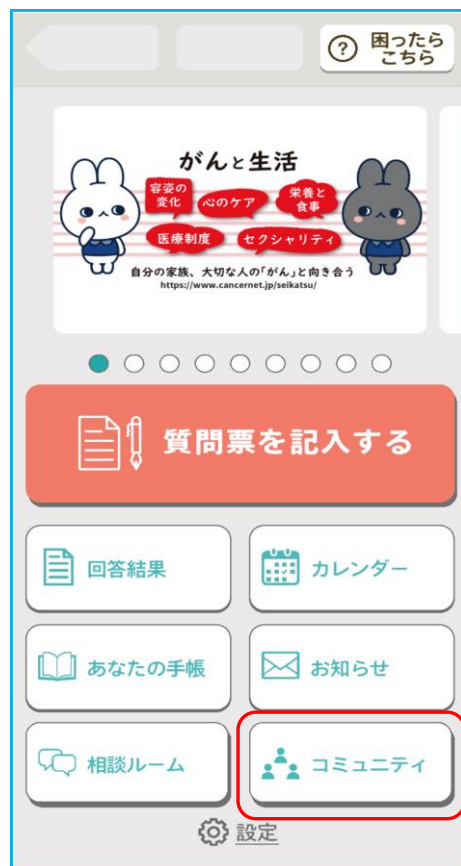 困ったら
こちら
がんと生活
容姿の
変化
心のケア
栄養と
食事
医療制度
セクシャリティ
自分の家族、大切な人の「がん」と向き合う
https://www.cancernet.jp/seikatsu/
質問票を記入する
回答結果
カレンダー
あなたの手帳
お知らせ
相談ルーム
コミュニティ
設定